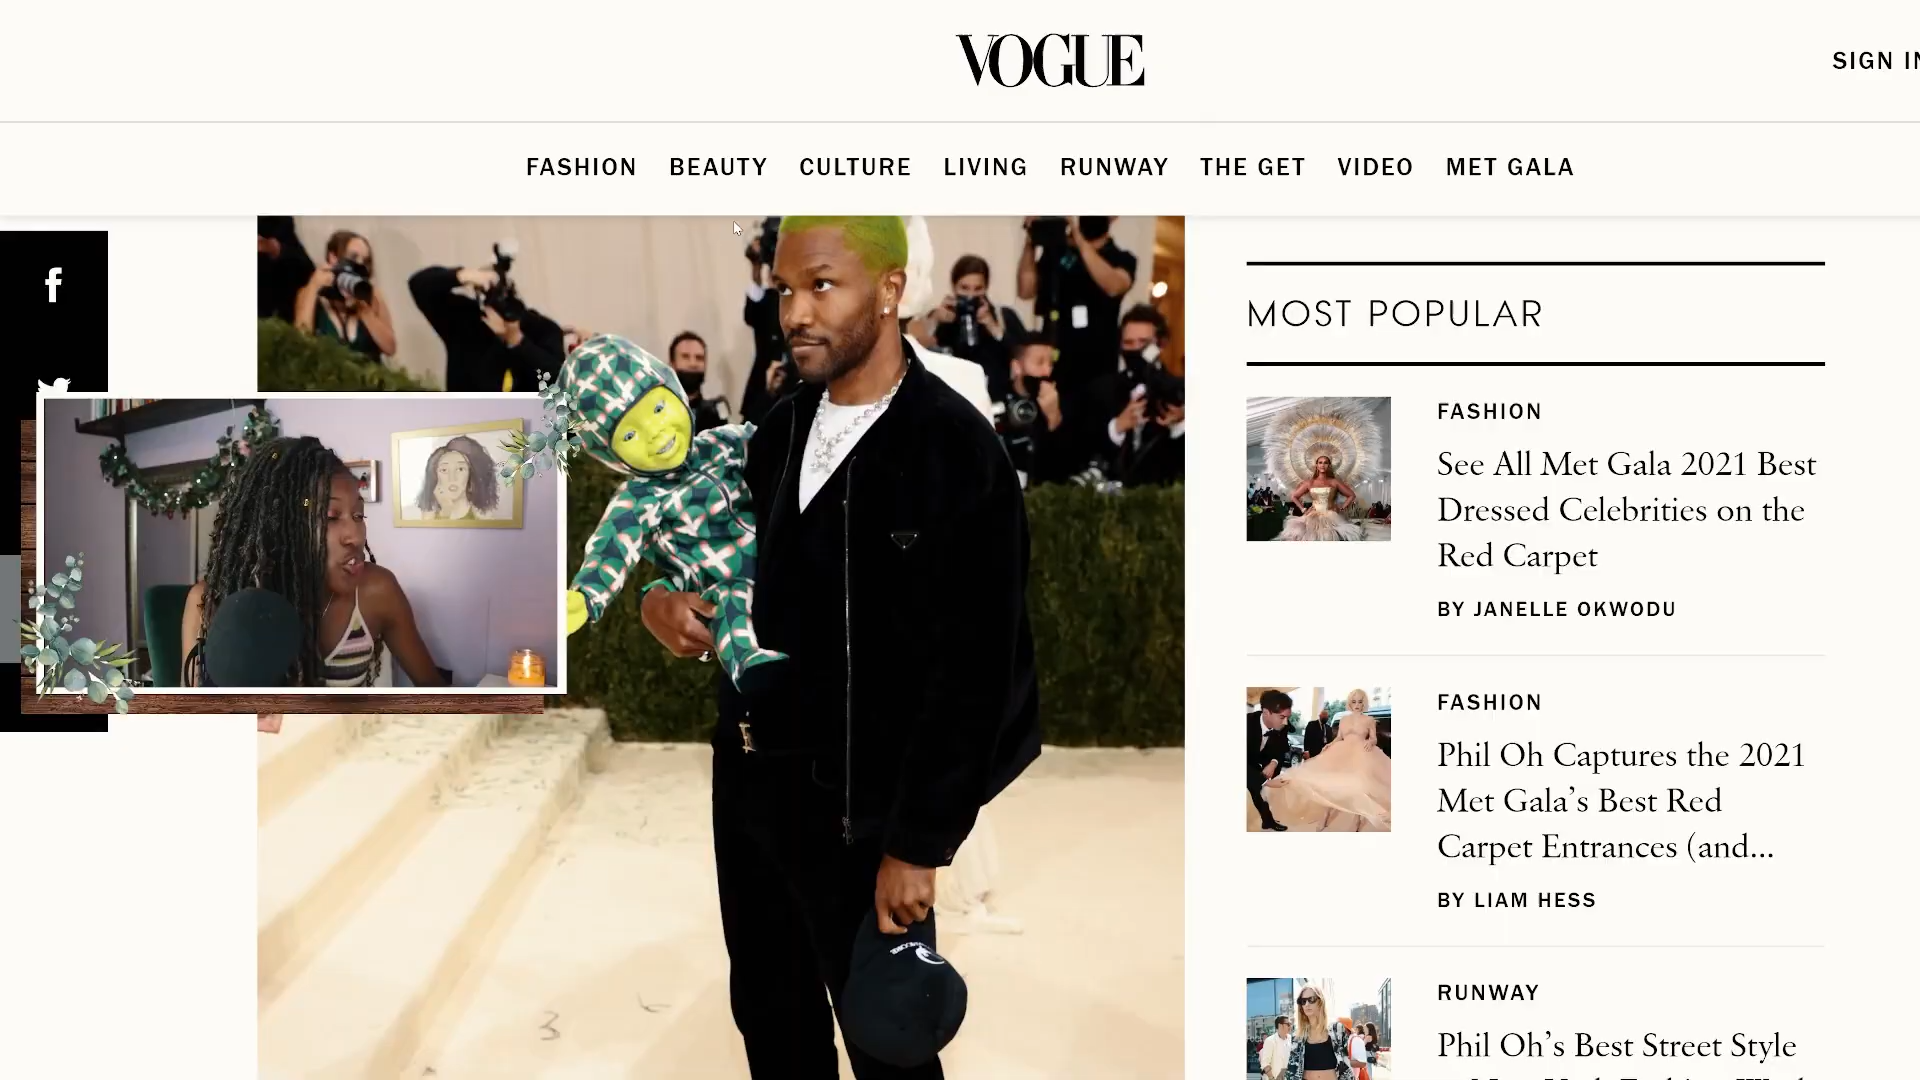 VOGUE
SIGN IN
FASHION BEAUTY CULTURE LIVING RUNWAY THE GET VIDEO MET GALA
MOST POPULAR
FASHION
See All Met Gala 2021 Best
Dressed Celebrities on the
Red Carpet
BY JANELLE OKWODU
FASHION
Phil Oh Captures the 2021
Met Gala’s Best Red
Carpet Entrances (and...
BY LIAM HESS
RUNWAY
Phil Oh’s Best Street Style